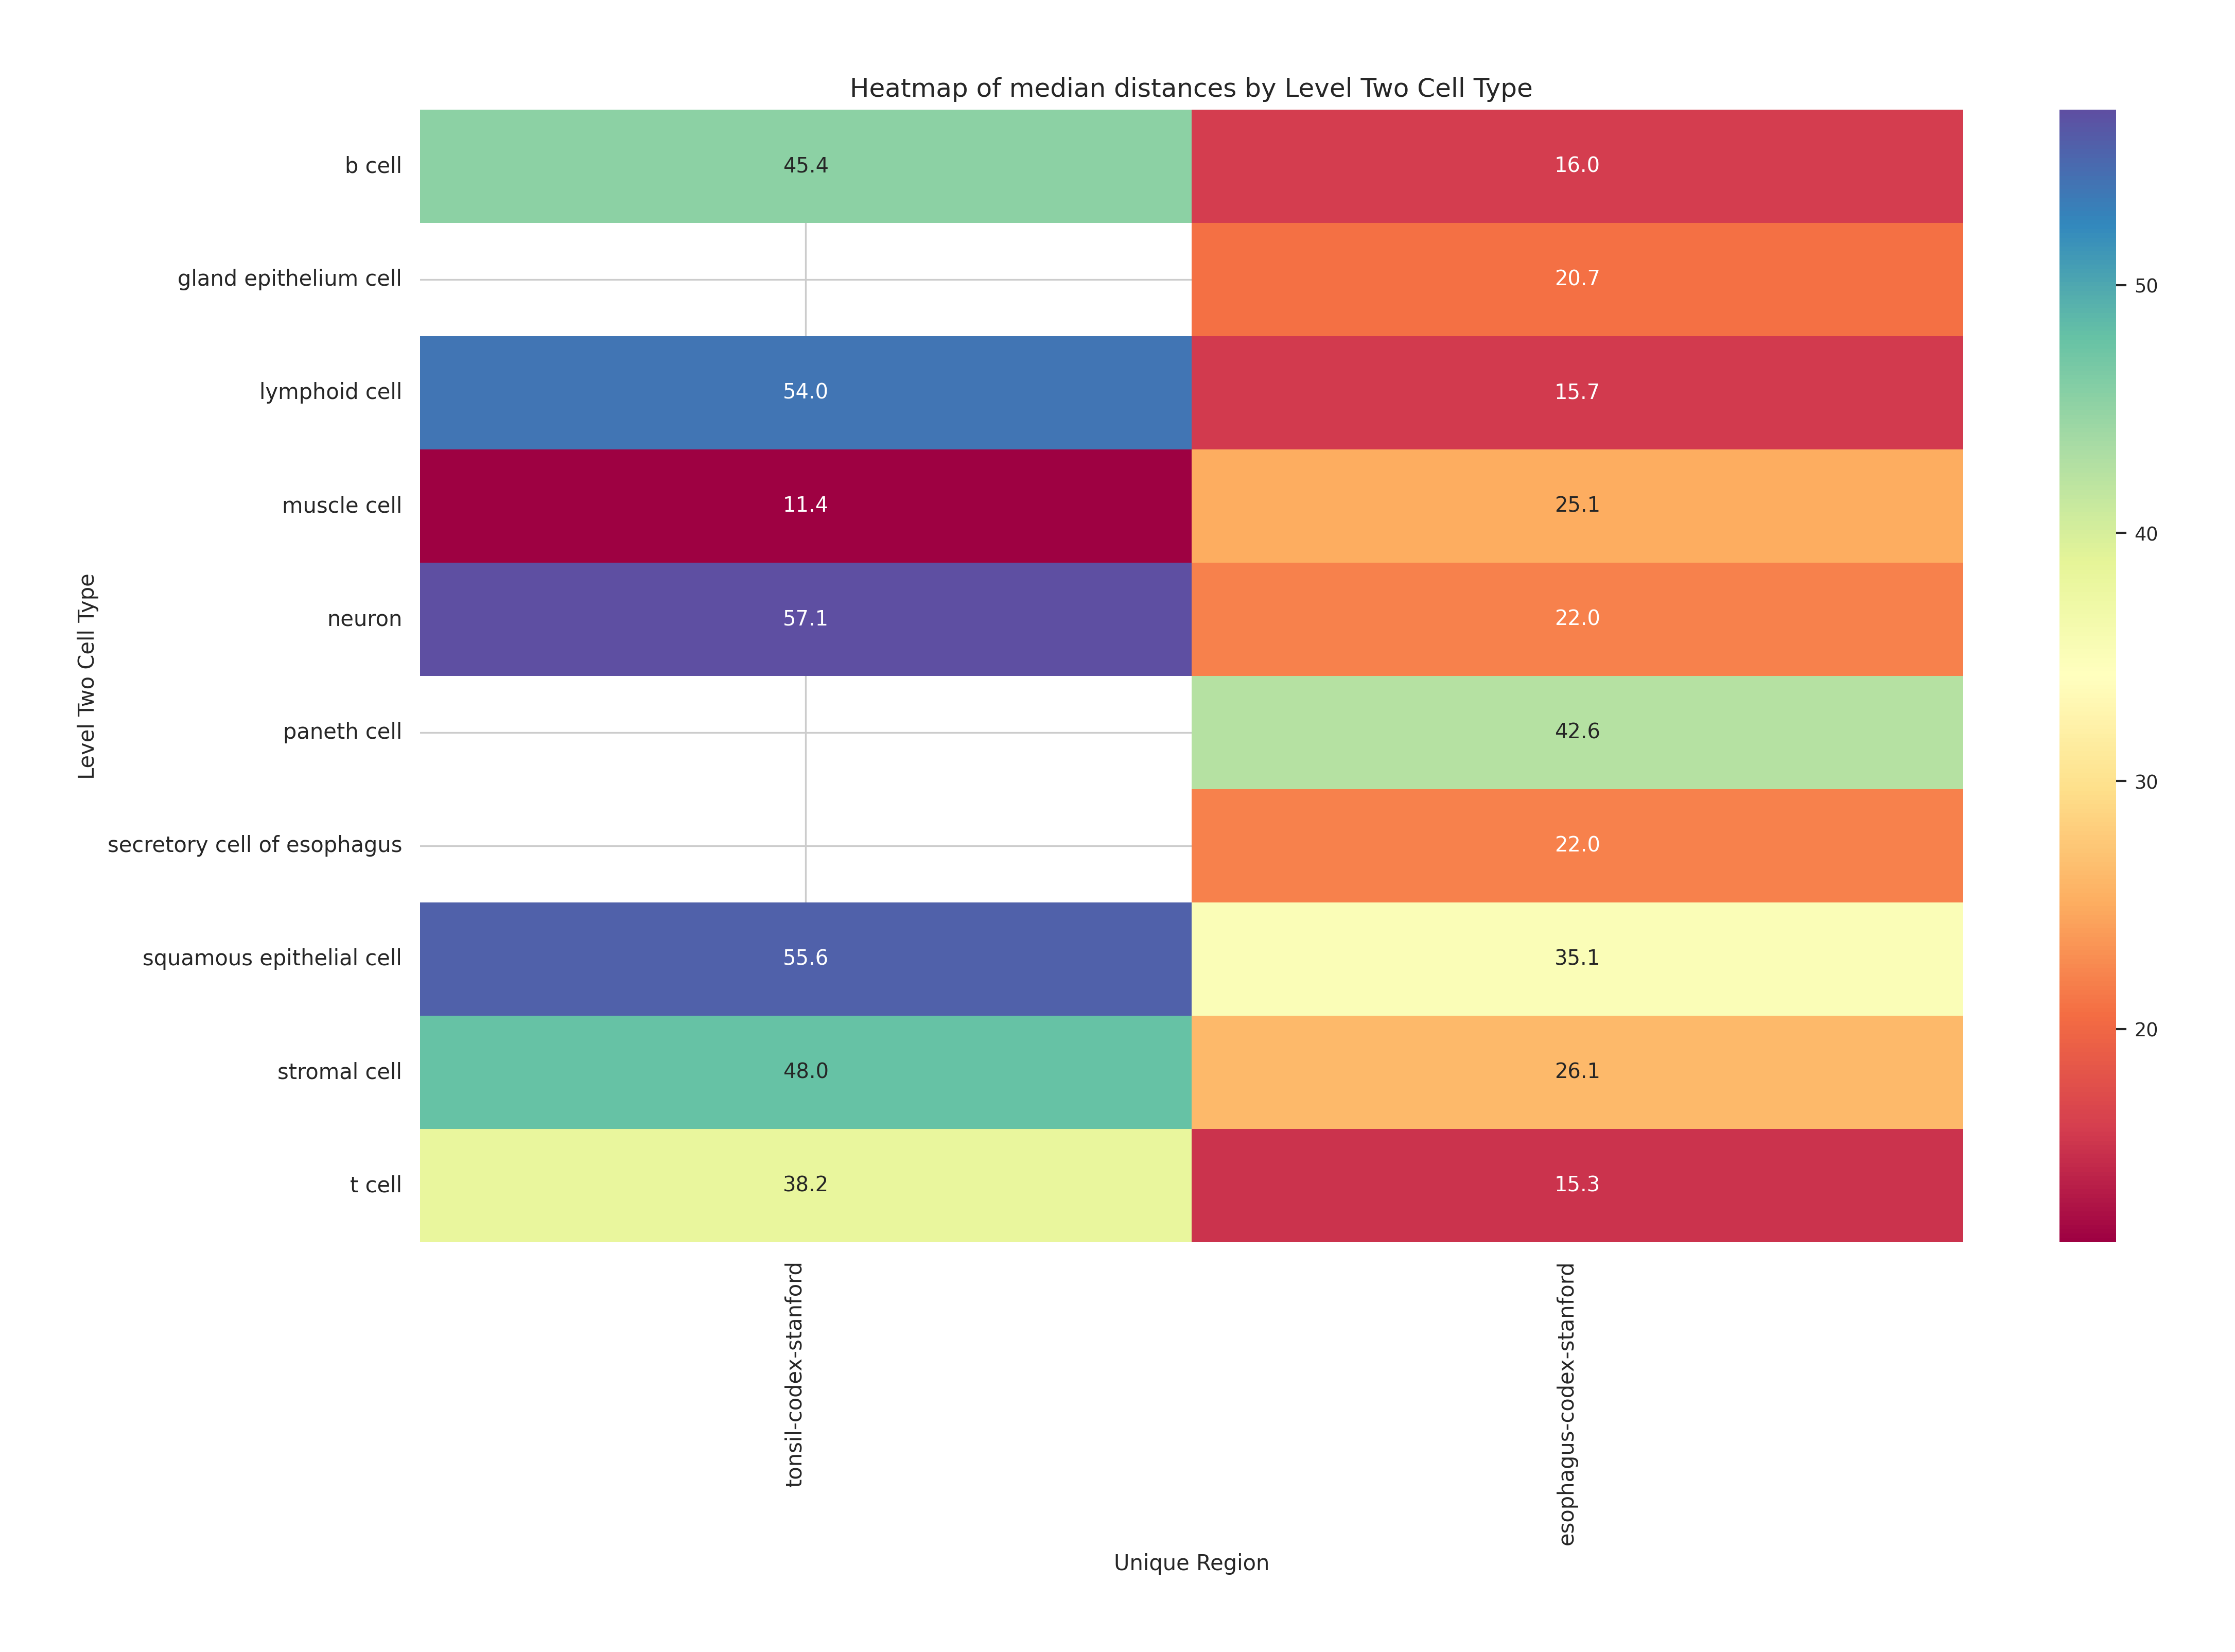 Heatmap of median distances by Level Two Cell Type
Level Two Cell Type
b cell
45.4
16.0
gland epithelium cell
20.7
lymphoid cell
54.0
15.7
muscle cell
11.4
25.1
neuron
57.1
22.0
paneth cell
42.6
secretory cell of esophagus
22.0
squamous epithelial cell
55.6
35.1
stromal cell
48.0
26.1
t cell
38.2
15.3
tonsil-codex-stanford
esophagus-codex-stanford
Unique Region
50
40
30
20